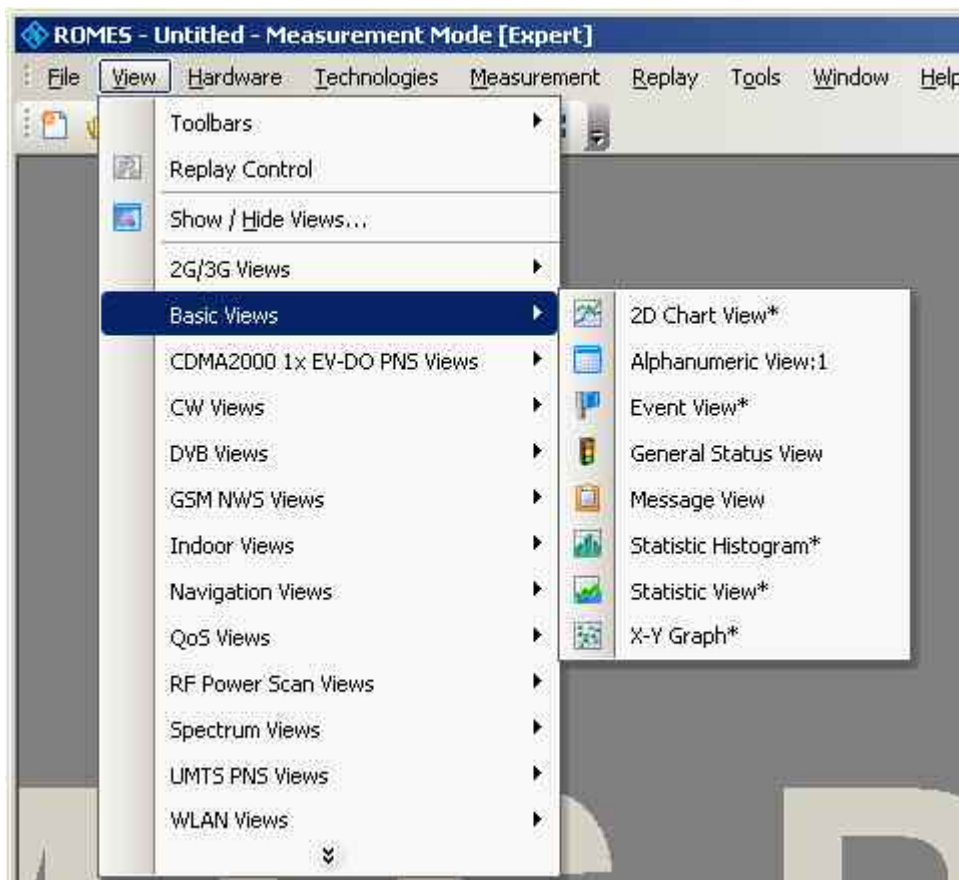 ROMES - Untitled - Measurement Mode [Expert]
File View Hardware Technologies Measurement Replay Tools Window Help
Toolbars
Replay Control
Show / Hide Views...
2G/3G Views
Basic Views
CDMA2000 1x EV-DO PNS Views
CW Views
DVB Views
GSM NWS Views
Indoor Views
Navigation Views
QoS Views
RF Power Scan Views
Spectrum Views
UMTS PNS Views
WLAN Views
2D Chart View*
Alphanumeric View:1
Event View*
General Status View
Message View
Statistic Histogram*
Statistic View*
X-Y Graph*